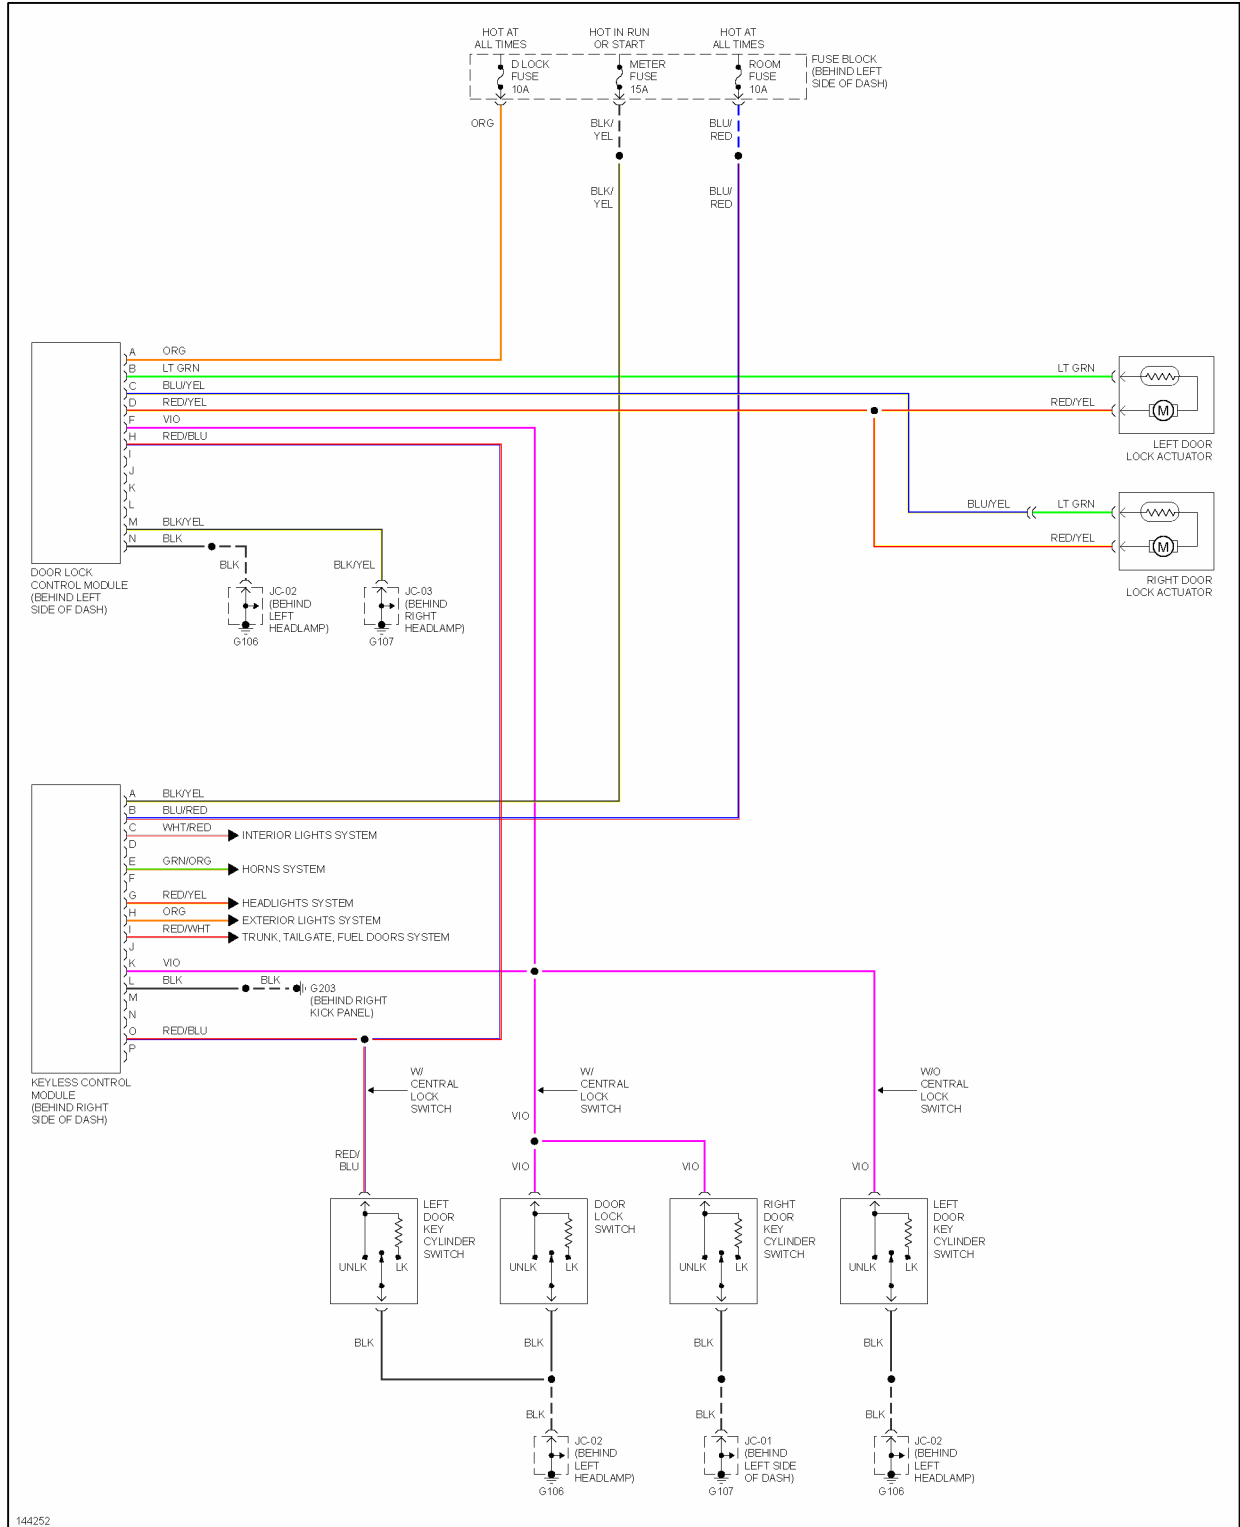 HOT AT
ALL TIMES
HOT IN RUN
OR START
HOT AT
ALL TIMES
D LOCK
FUSE
10A
METER
FUSE
15A
ROOM
FUSE
10A
FUSE BLOCK
(BEHIND LEFT
SIDE OF DASH)
ORG
BLK/
YEL
BLU/
RED
BLK/
YEL
BLU/
RED
A ORG
B LT GRN
C BLU/YEL
D RED/YEL
F VIO
H RED/BLU
I
J
K
L
M BLK/YEL
N BLK
DOOR LOCK
CONTROL MODULE
(BEHIND LEFT
SIDE OF DASH)
BLK
BLK/YEL
JC-02
(BEHIND
LEFT
HEADLAMP)
G106
JC-03
(BEHIND
RIGHT
HEADLAMP)
G107
LT GRN
RED/YEL
M
LEFT DOOR
LOCK ACTUATOR
BLU/YEL
LT GRN
RED/YEL
M
RIGHT DOOR
LOCK ACTUATOR
A BLK/YEL
B BLU/RED
C WHT/RED INTERIOR LIGHTS SYSTEM
D
E GRN/ORG HORNS SYSTEM
F
G RED/YEL HEADLIGHTS SYSTEM
H ORG EXTERIOR LIGHTS SYSTEM
I RED/WHT TRUNK, TAILGATE, FUEL DOORS SYSTEM
J
K VIO
L BLK BLK G203
(BEHIND RIGHT
KICK PANEL)
M
N
O RED/BLU
P
KEYLESS CONTROL
MODULE
(BEHIND RIGHT
SIDE OF DASH)
W/
CENTRAL
LOCK
SWITCH
W/
CENTRAL
LOCK
SWITCH
W/O
CENTRAL
LOCK
SWITCH
VIO
RED/
BLU
VIO
VIO
VIO
LEFT
DOOR
KEY
CYLINDER
SWITCH
UNLK LK
DOOR
LOCK
SWITCH
UNLK LK
RIGHT
DOOR
KEY
CYLINDER
SWITCH
UNLK LK
LEFT
DOOR
KEY
CYLINDER
SWITCH
UNLK LK
BLK
BLK
BLK
BLK
BLK
BLK
BLK
JC-02
(BEHIND
LEFT
HEADLAMP)
G106
JC-01
(BEHIND
LEFT SIDE
OF DASH)
G107
JC-02
(BEHIND
LEFT
HEADLAMP)
G106
144252